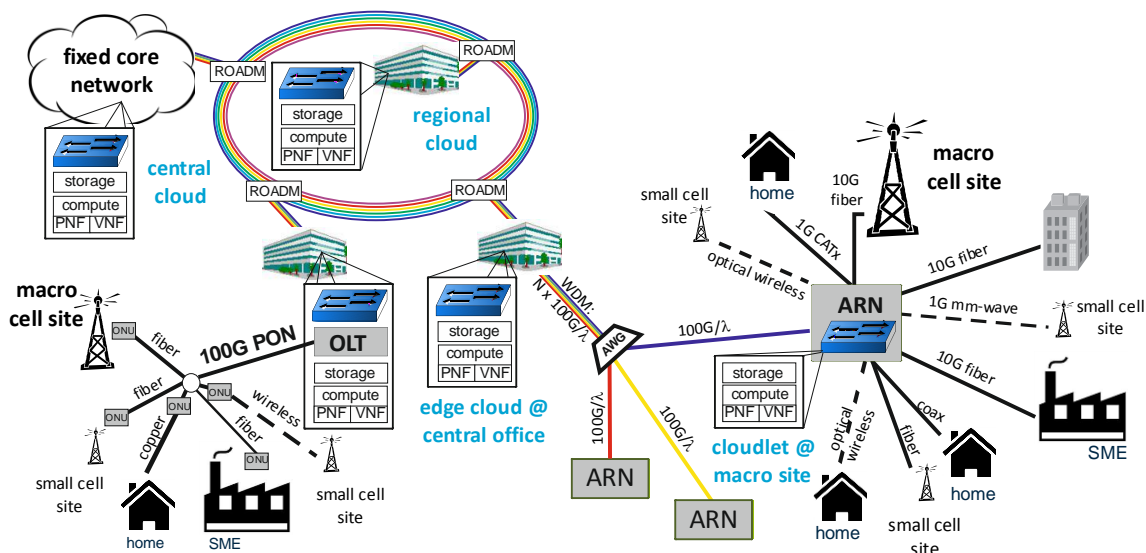 fixed core
network
ROADM
ROADM
storage
compute
PNF VNF
regional
cloud
storage
compute
PNF VNF
central
cloud
ROADM
ROADM
macro
cell site
ONU
fiber
fiber
ONU
ONU
ONU
copper
wireless
fiber
ONU
small cell
site
home
SME
small cell
site
100G PON
OLT
storage
compute
PNF VNF
storage
compute
PNF VNF
edge cloud @
central office
WDM:
N x 100G/λ
AWG
100G/λ
100G/λ
100G/λ
ARN
ARN
home
small cell
site
optical wireless
1G CATx
10G
fiber
macro
cell site
10G fiber
ARN
1G mm-wave
small cell
site
10G fiber
SME
storage
compute
PNF VNF
cloudlet @
macro site
optical
wireless
fiber
coax
home
small cell
site
home